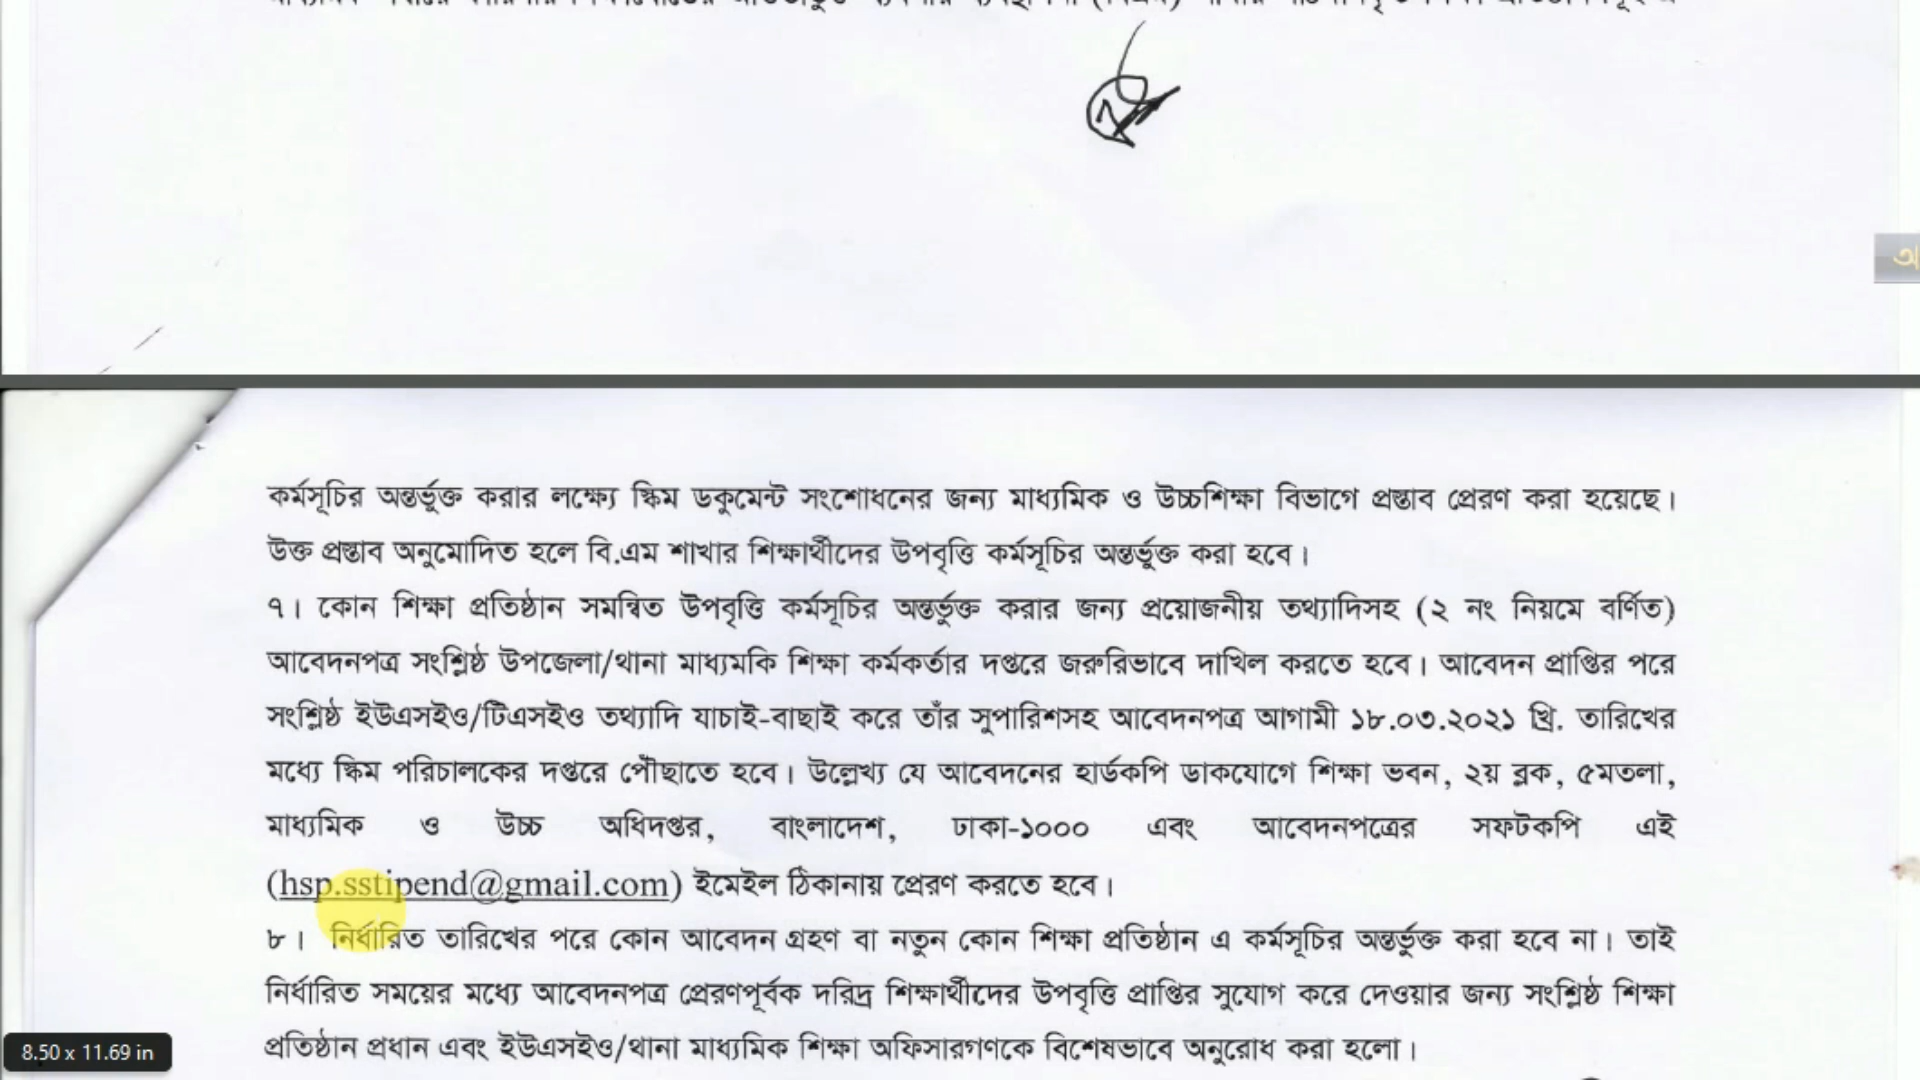 কর্মসূচির অন্তর্ভুক্ত করার লক্ষ্যে স্কিম ডকুমেন্ট সংশোধনের জন্য মাধ্যমিক ও উচ্চশিক্ষা বিভাগে প্রস্তাব প্রেরণ করা হয়েছে।
উক্ত প্রস্তাব অনুমোদিত হলে বি.এম শাখার শিক্ষার্থীদের উপবৃত্তি কর্মসূচির অন্তর্ভুক্ত করা হবে।
৭। কোন শিক্ষা প্রতিষ্ঠান সমন্বিত উপবৃত্তি কর্মসূচির অন্তর্ভুক্ত করার জন্য প্রয়োজনীয় তথ্যাদিসহ (২ নং নিয়মে বর্ণিত)
আবেদনপত্র সংশ্লিষ্ঠ উপজেলা/থানা মাধ্যমকি শিক্ষা কর্মকর্তার দপ্তরে জরুরিভাবে দাখিল করতে হবে। আবেদন প্রাপ্তির পরে
সংশ্লিষ্ঠ ইউএসইও/টিএসইও তথ্যাদি যাচাই-বাছাই করে তাঁর সুপারিশসহ আবেদনপত্র আগামী ১৮.০৩.২০২১ খ্রি. তারিখের
মধ্যে স্কিম পরিচালকের দপ্তরে পৌঁছাতে হবে। উল্লেখ্য যে আবেদনের হার্ডকপি ডাকযোগে শিক্ষা ভবন, ২য় ব্লক, ৫মতলা,
মাধ্যমিক ও উচ্চ অধিদপ্তর, বাংলাদেশ, ঢাকা-১০০০ এবং আবেদনপত্রের সফটকপি এই
(hsp.sstipend@gmail.com) ইমেইল ঠিকানায় প্রেরণ করতে হবে।
৮। নির্ধারিত তারিখের পরে কোন আবেদন গ্রহণ বা নতুন কোন শিক্ষা প্রতিষ্ঠান এ কর্মসূচির অন্তর্ভুক্ত করা হবে না। তাই
নির্ধারিত সময়ের মধ্যে আবেদনপত্র প্রেরণপূর্বক দরিদ্র শিক্ষার্থীদের উপবৃত্তি প্রাপ্তির সুযোগ করে দেওয়ার জন্য সংশ্লিষ্ঠ শিক্ষা
প্রতিষ্ঠান প্রধান এবং ইউএসইও/থানা মাধ্যমিক শিক্ষা অফিসারগণকে বিশেষভাবে অনুরোধ করা হলো।
8.50 x 11.69 in